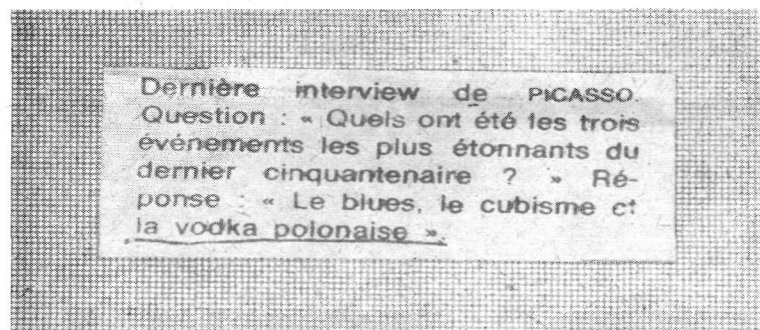 Dernière interview de PICASSO.
Question : « Quels ont été les trois
événements les plus étonnants du
dernier cinquantenaire ? » Ré-
ponse : « Le blues, le cubisme et
la vodka polonaise ».